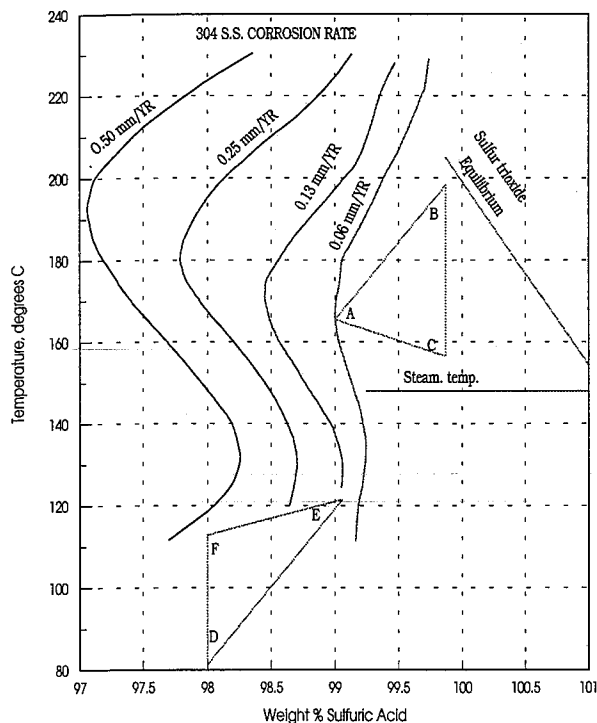 304 S.S. CORROSION RATE
0.50 mm/YR
0.25 mm/YR
0.13 mm/YR
0.06 mm/YR
Sulfur trioxide
Equilibrium
Steam. temp.
A
B
C
D
E
F
Temperature, degrees C
240
220
200
180
160
140
120
100
80
97
97.5
98
98.5
99
99.5
100
100.5
101
Weight % Sulfuric Acid